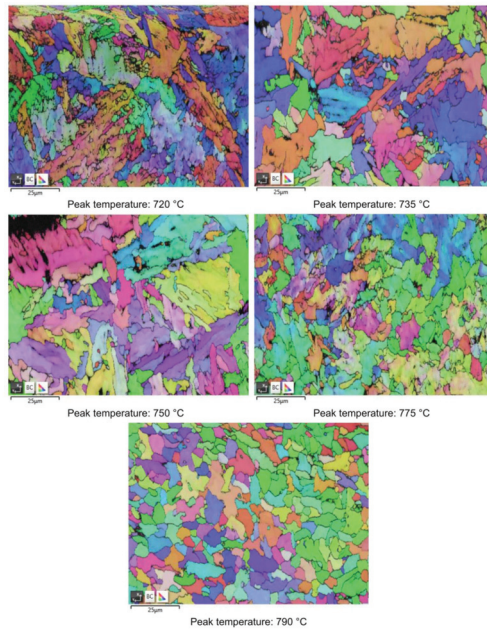 BC
25μm
BC
25μm
Peak temperature: 720 °C
Peak temperature: 735 °C
BC
25μm
BC
25μm
Peak temperature: 750 °C
Peak temperature: 775 °C
BC
25μm
Peak temperature: 790 °C